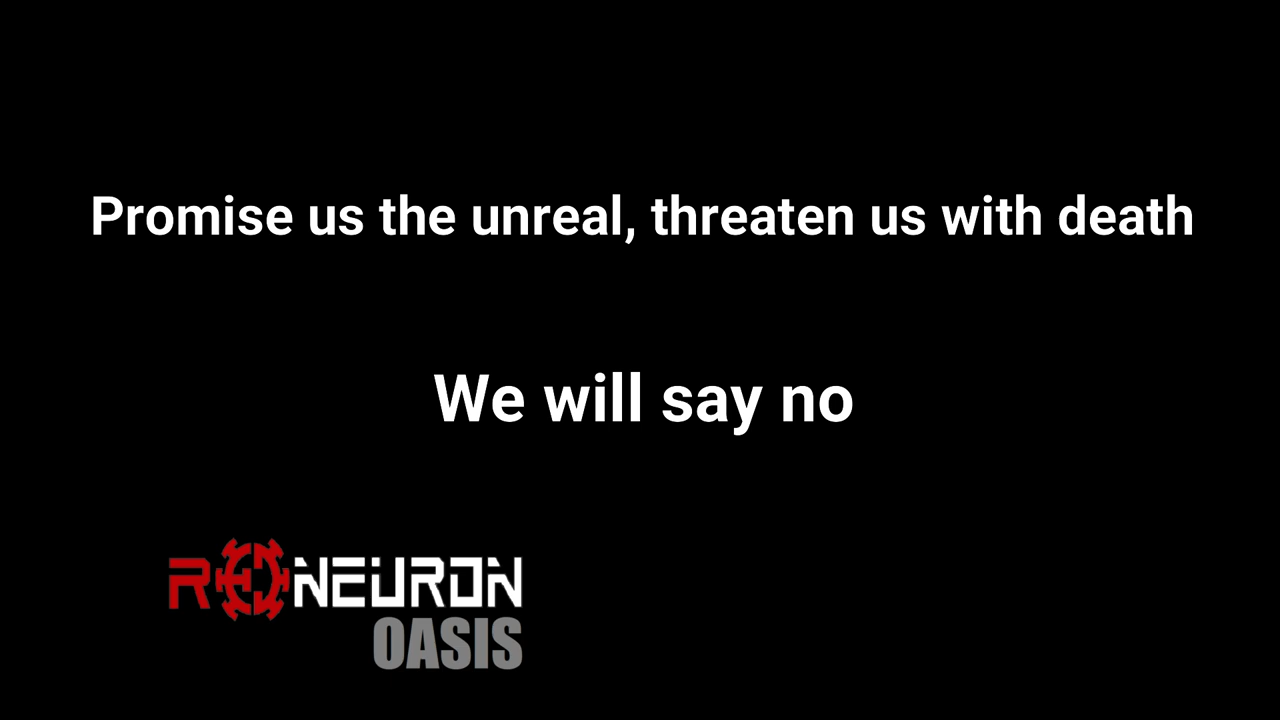 Promise us the unreal, threaten us with death
We will say no
RONEURON
OASIS